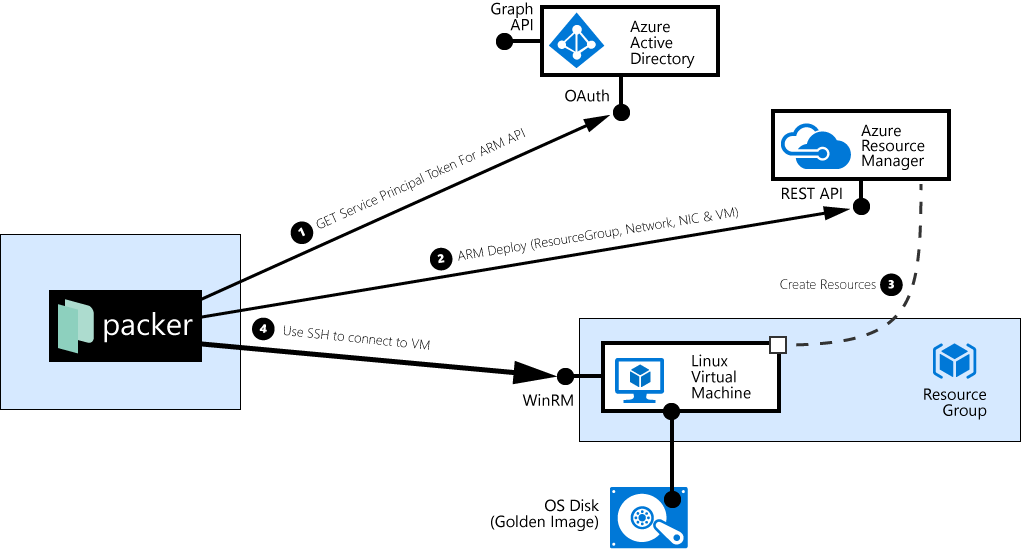 Graph
API
Azure
Active
Directory
OAuth
Azure
Resource
Manager
REST API
1 GET Service Principal Token For ARM API
2 ARM Deploy (ResourceGroup, Network, NIC & VM)
Create Resources 3
packer
4 Use SSH to connect to VM
WinRM
Linux
Virtual
Machine
Resource
Group
OS Disk
(Golden Image)